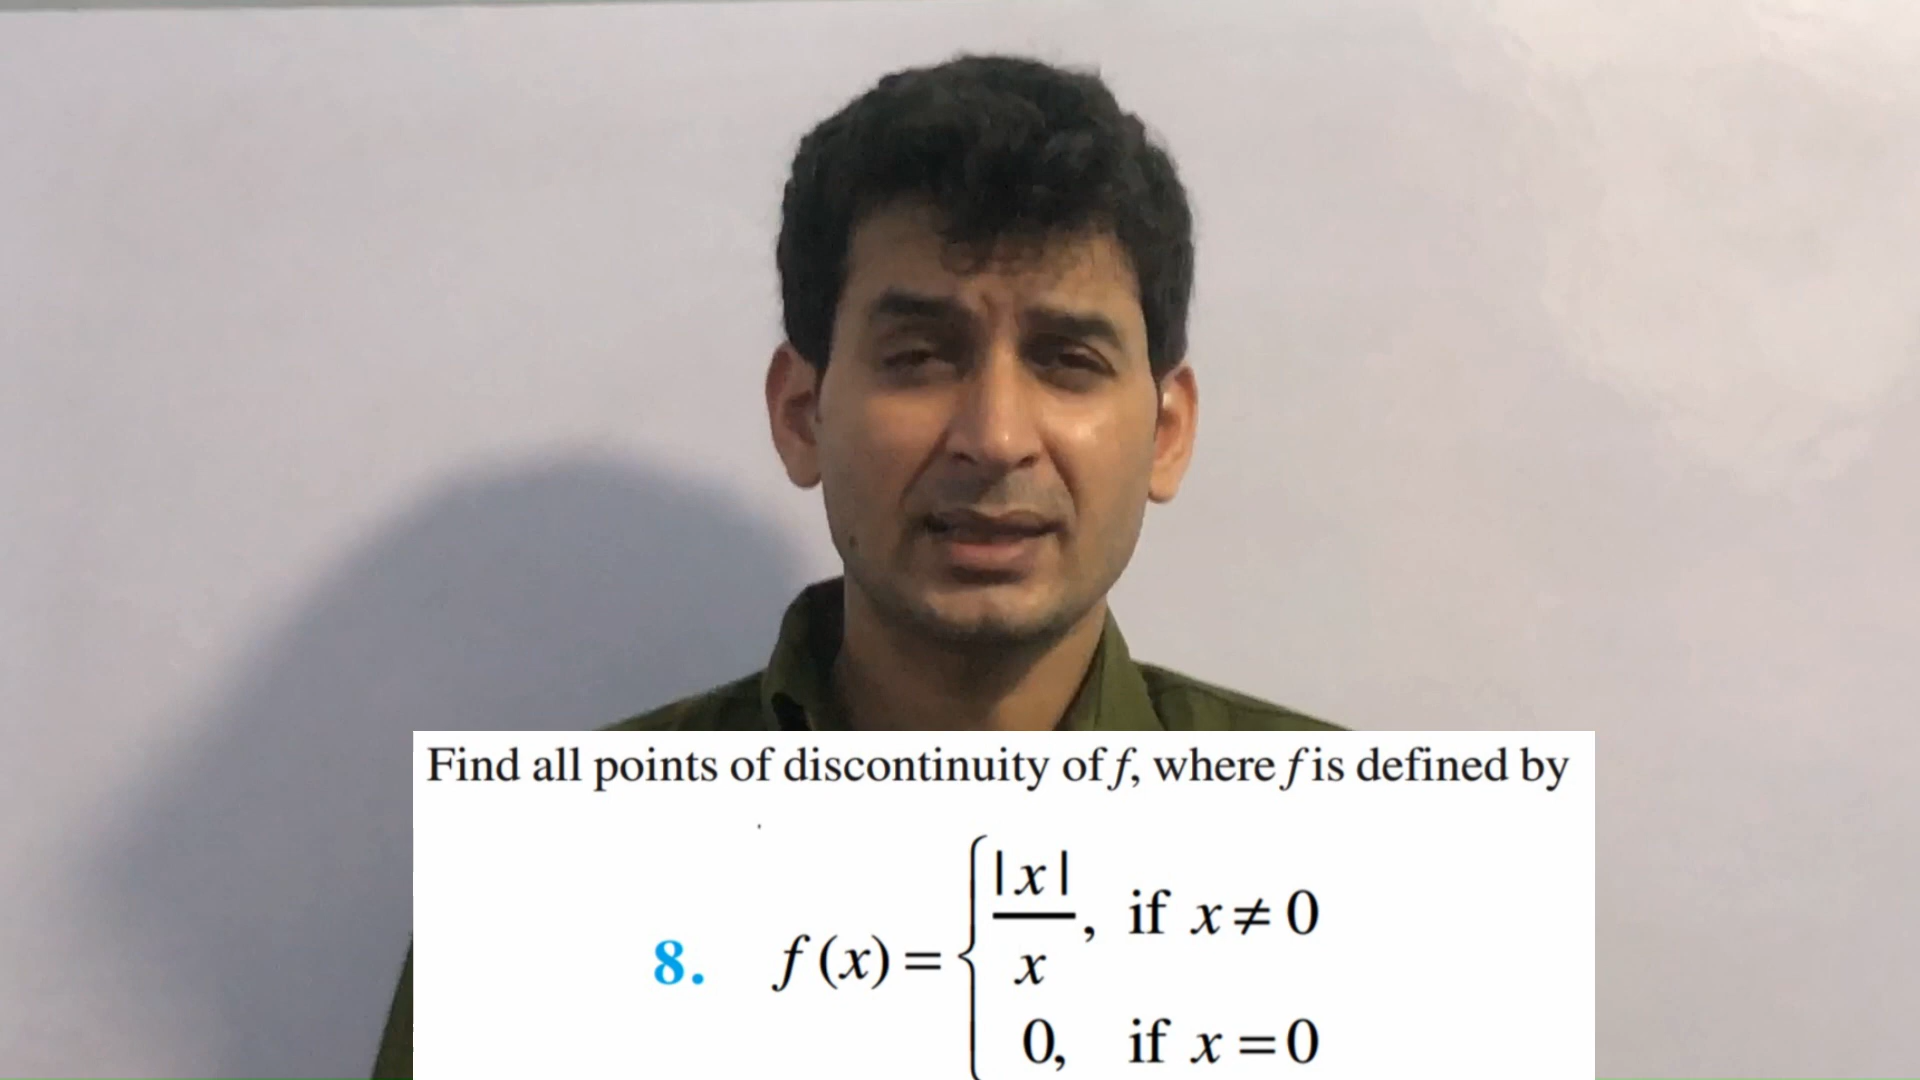 Find all points of discontinuity of f, where f is defined by
8. f(x) = { |x|/x, if x ≠ 0
0, if x = 0